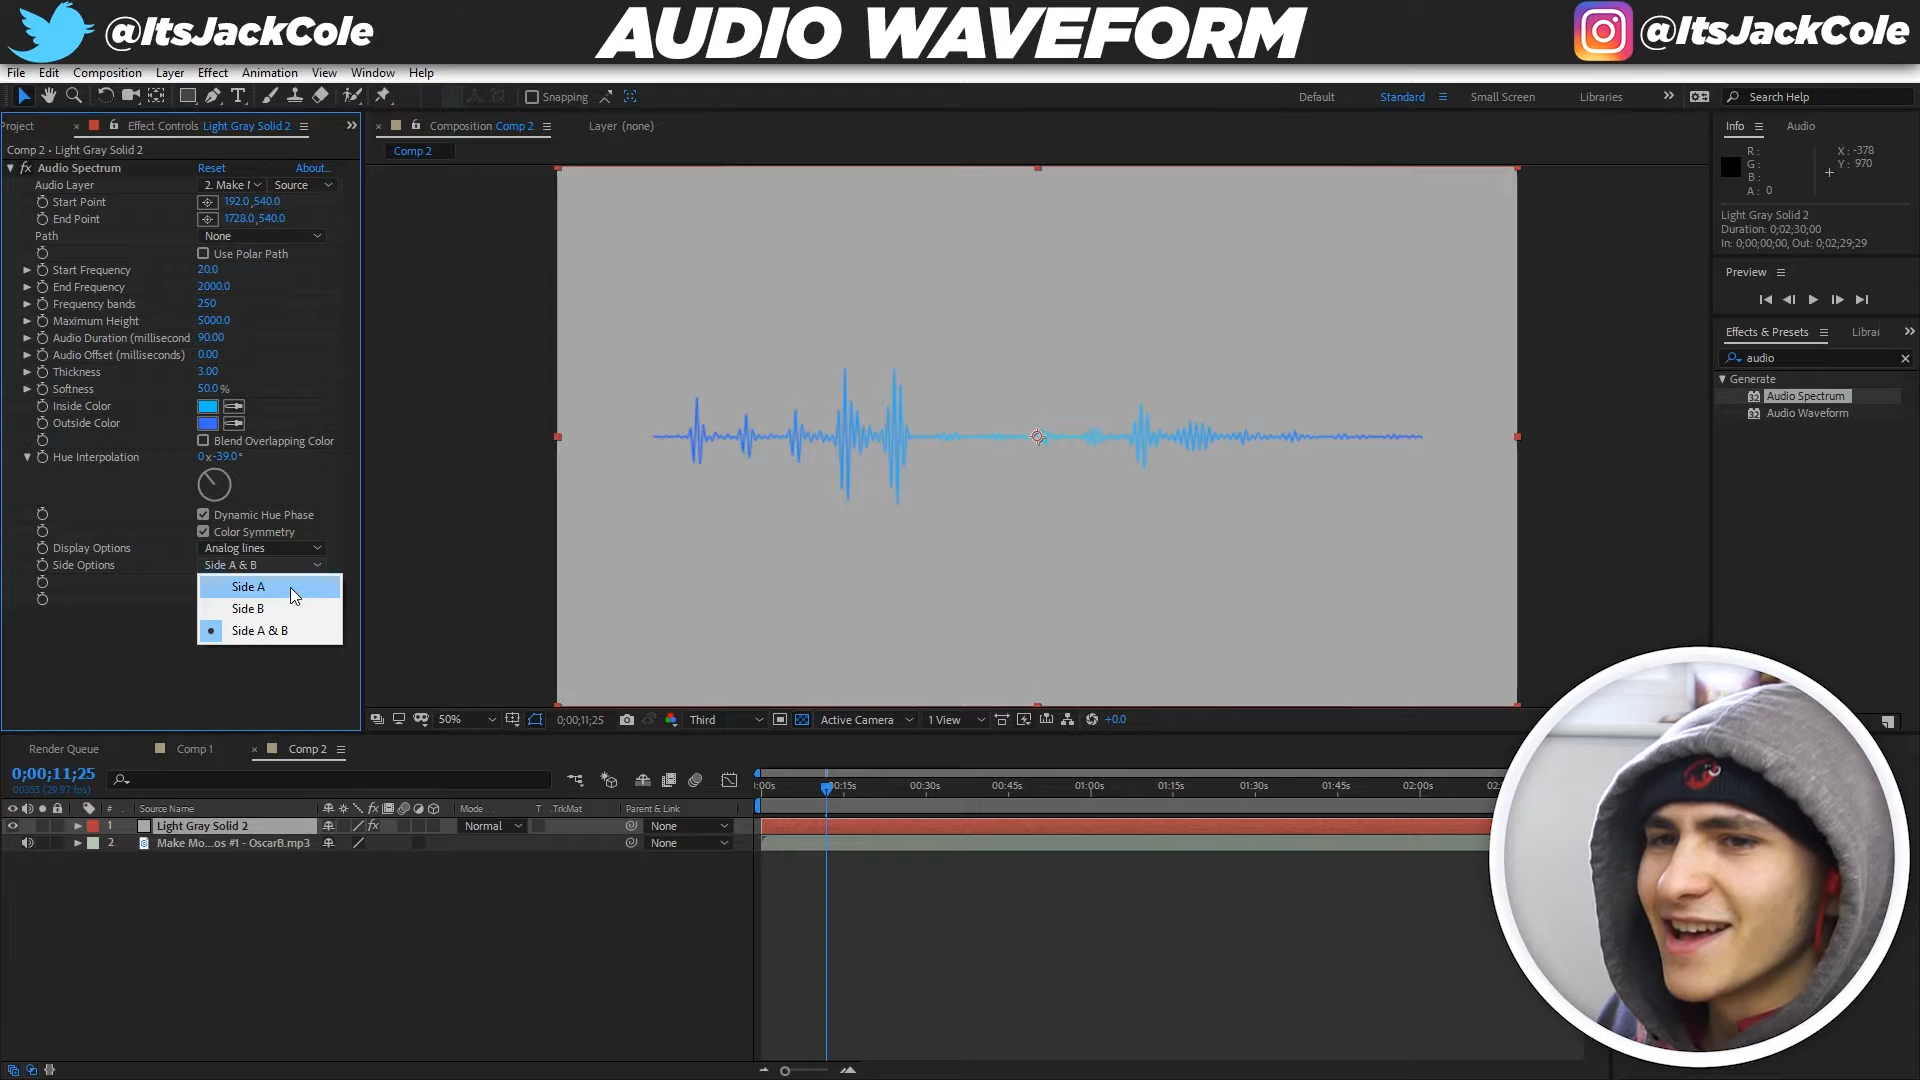 @ItsJackCole
AUDIO WAVEFORM
@ItsJackCole
File Edit Composition Layer Effect Animation View Window Help
Snapping
Default Standard Small Screen Libraries
Search Help
Project
Effect Controls Light Gray Solid 2
Comp 2 • Light Gray Solid 2
fx Audio Spectrum Reset About...
Audio Layer 2. Make Source
Start Point 192.0,540.0
End Point 1728.0,540.0
Path None
Use Polar Path
Start Frequency 20.0
End Frequency 2000.0
Frequency bands 250
Maximum Height 5000.0
Audio Duration (millisecond 90.00
Audio Offset (milliseconds) 0.00
Thickness 3.00
Softness 50.0 %
Inside Color
Outside Color
Blend Overlapping Color
Hue Interpolation 0 x-39.0°
Dynamic Hue Phase
Color Symmetry
Display Options Analog lines
Side Options Side A & B
Side A
Side B
Side A & B
Composition Comp 2 Layer (none)
Comp 2
50% 0;00;11;25 Third Active Camera 1 View +0.0
Info Audio
R :
G :
B :
A : 0
X : -378
Y : 970
Light Gray Solid 2
Duration: 0;02;30;00
In: 0;00;00;00, Out: 0;02;29;29
Preview
Effects & Presets Librar
audio
Generate
32 Audio Spectrum
32 Audio Waveform
Render Queue Comp 1 Comp 2
0;00;11;25
00355 (29.97 fps)
:00s 0:15s 00:30s 00:45s 01:00s 01:15s 01:30s 01:45s 02:00s 02:
# Source Name fx Mode T .TrkMat Parent & Link
1 Light Gray Solid 2 fx Normal None
2 Make Mo...os #1 - OscarB.mp3 None